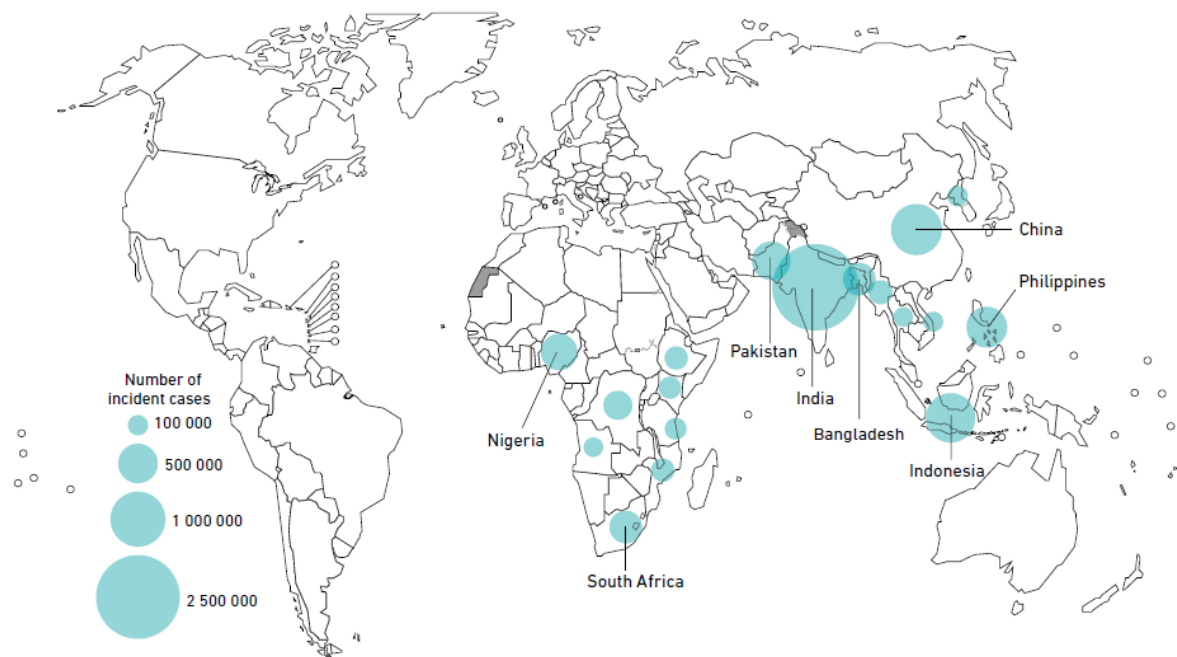 China
Philippines
Pakistan
India
Bangladesh
Nigeria
Indonesia
South Africa
Number of
incident cases
100 000
500 000
1 000 000
2 500 000